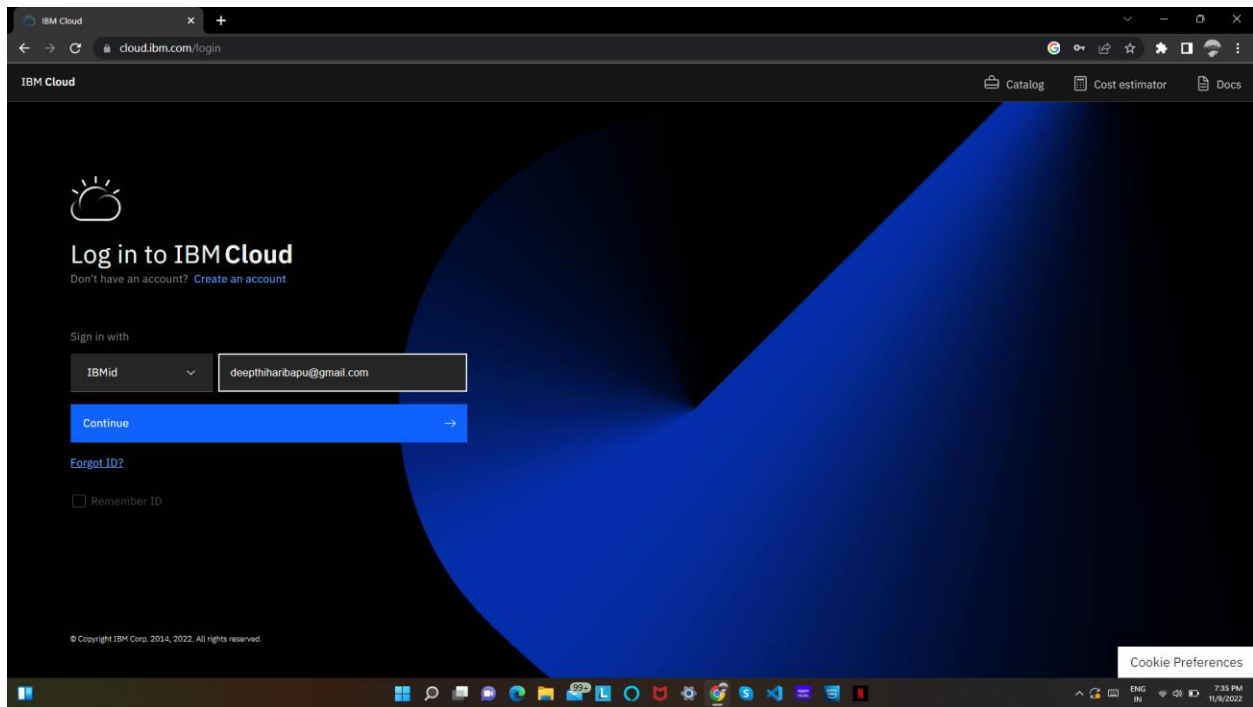 IBM Cloud
cloud.ibm.com/login
IBM Cloud
Catalog
Cost estimator
Docs
Log in to IBM Cloud
Don't have an account? Create an account
Sign in with
IBMid
deepthiharibapu@gmail.com
Continue
Forgot ID?
Remember ID
© Copyright IBM Corp. 2014, 2022. All rights reserved.
Cookie Preferences
99+
L
S
N
ENG
IN
7:35 PM
11/9/2022